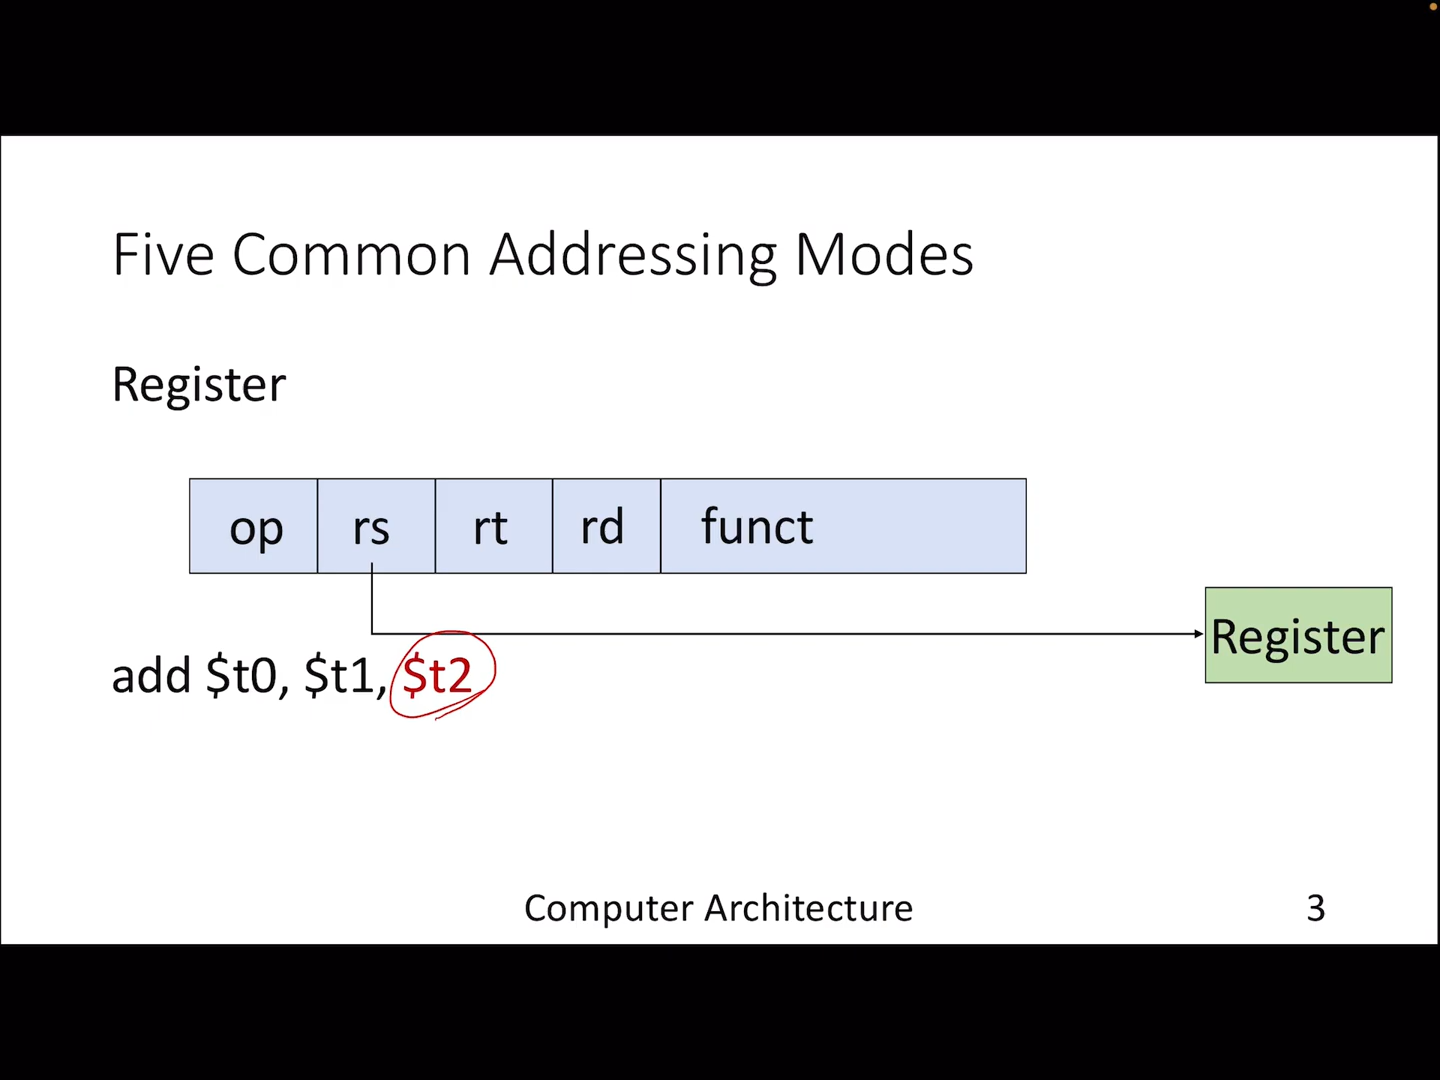 Five Common Addressing Modes
Register
op rs rt rd funct
Register
add $t0, $t1, $t2
Computer Architecture 3